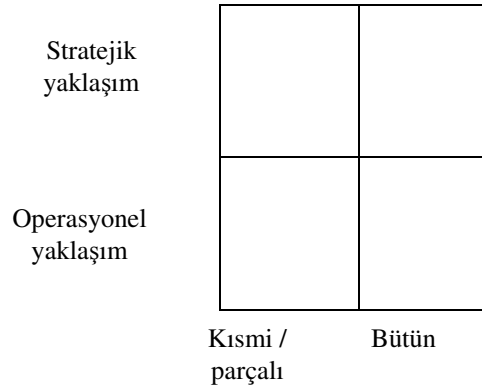 Stratejik
yaklaşım
Operasyonel
yaklaşım
Kısmi /
parçalı
Bütün